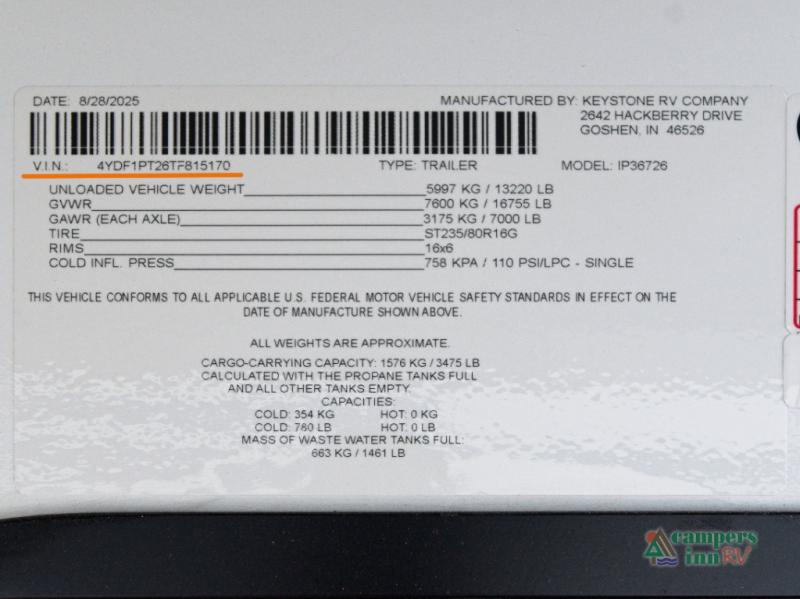 DATE: 8/28/2025
MANUFACTURED BY: KEYSTONE RV COMPANY
2642 HACKBERRY DRIVE
GOSHEN, IN 46526
V.I.N.: 4YDF1PT26TF815170 TYPE: TRAILER MODEL: IP36726
UNLOADED VEHICLE WEIGHT 5997 KG / 13220 LB
GVWR 7600 KG / 16755 LB
GAWR (EACH AXLE) 3175 KG / 7000 LB
TIRE ST235/80R16G
RIMS 16x6
COLD INFL. PRESS 758 KPA / 110 PSI/LPC - SINGLE
THIS VEHICLE CONFORMS TO ALL APPLICABLE U.S. FEDERAL MOTOR VEHICLE SAFETY STANDARDS IN EFFECT ON THE
DATE OF MANUFACTURE SHOWN ABOVE.
ALL WEIGHTS ARE APPROXIMATE.
CARGO-CARRYING CAPACITY: 1576 KG / 3475 LB
CALCULATED WITH THE PROPANE TANKS FULL
AND ALL OTHER TANKS EMPTY.
CAPACITIES:
COLD: 354 KG HOT: 0 KG
COLD: 780 LB HOT: 0 LB
MASS OF WASTE WATER TANKS FULL:
663 KG / 1461 LB
campers
inn RV